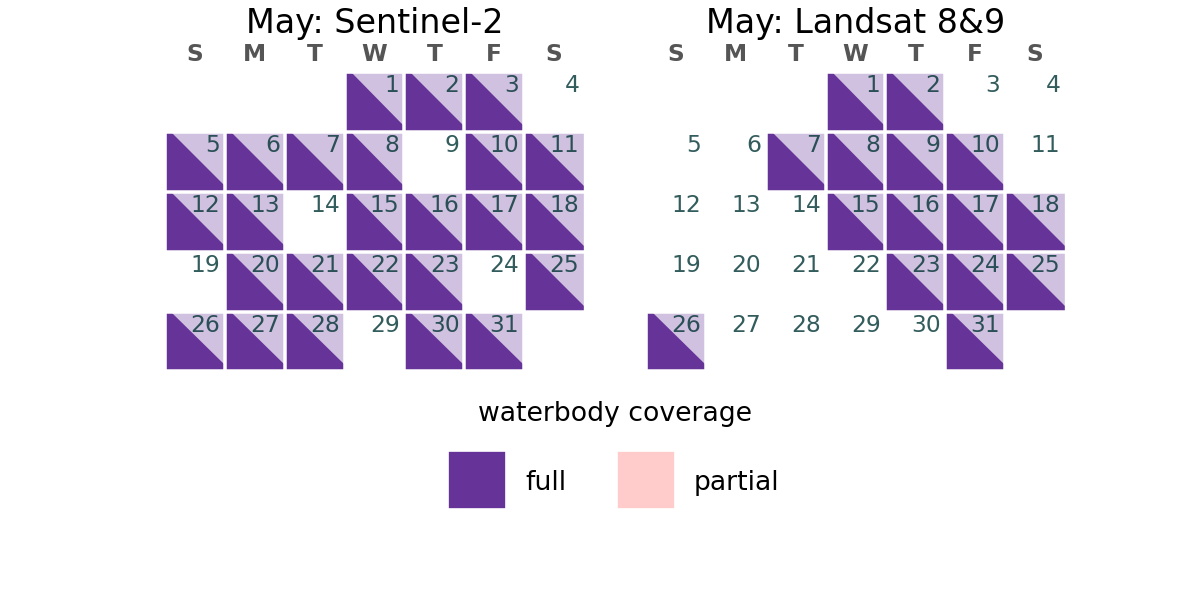 May: Sentinel-2
S M T W T F S
1 2 3 4
5 6 7 8 9 10 11
12 13 14 15 16 17 18
19 20 21 22 23 24 25
26 27 28 29 30 31
May: Landsat 8&9
S M T W T F S
1 2 3 4
5 6 7 8 9 10 11
12 13 14 15 16 17 18
19 20 21 22 23 24 25
26 27 28 29 30 31
waterbody coverage
full
partial